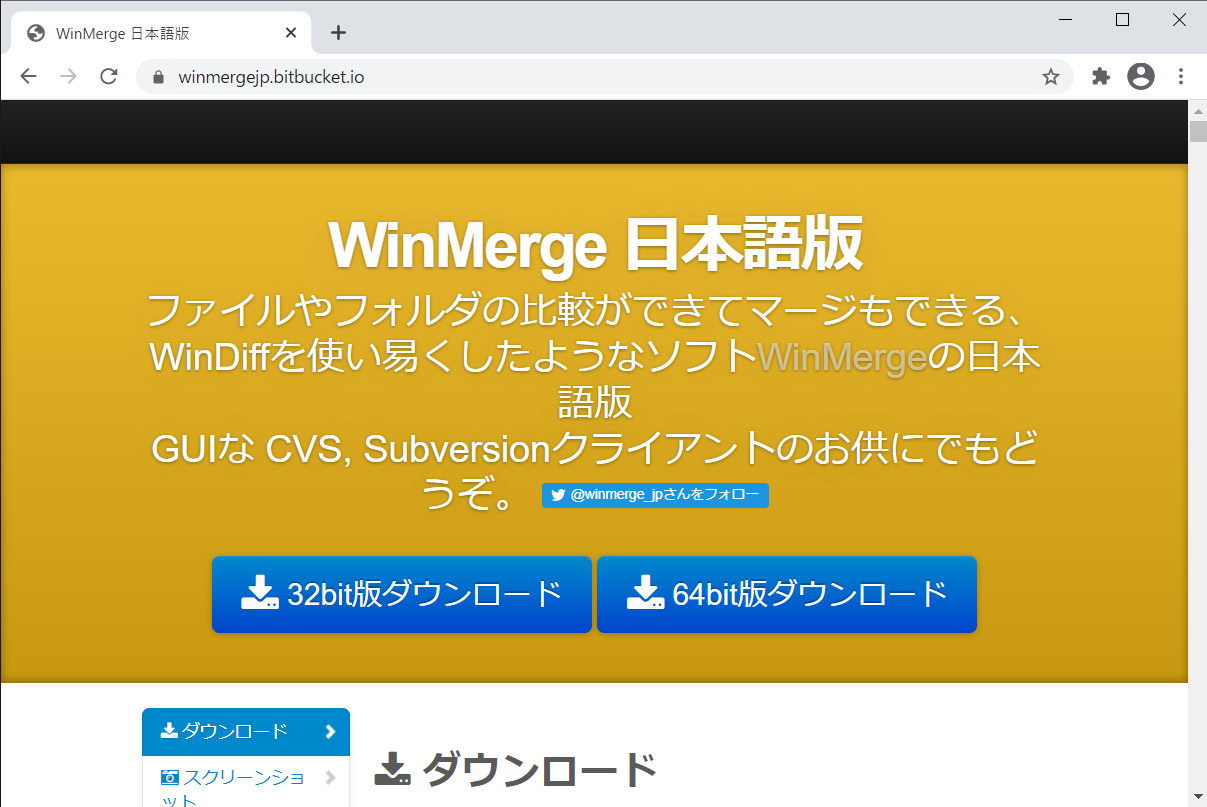 WinMerge 日本語版
winmergejp.bitbucket.io
WinMerge 日本語版
ファイルやフォルダの比較ができてマージもできる、
WinDiffを使い易くしたようなソフトWinMergeの日本
語版
GUIな CVS, Subversionクライアントのお供にでもど
うぞ。 @winmerge_jpさんをフォロー
32bit版ダウンロード 64bit版ダウンロード
ダウンロード
ダウンロード
スクリーンショ
ット